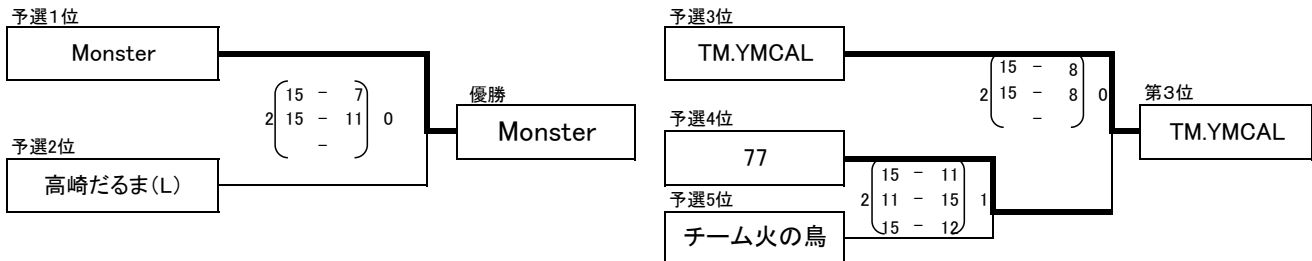 予選1位
Monster
15 - 7
2 15 - 11 0
-
優勝
Monster
予選2位
高崎だるま(L)
予選3位
TM.YMCAL
15 - 8
2 15 - 8 0
-
第3位
TM.YMCAL
予選4位
77
15 - 11
2 11 - 15 1
15 - 12
予選5位
チーム火の鳥